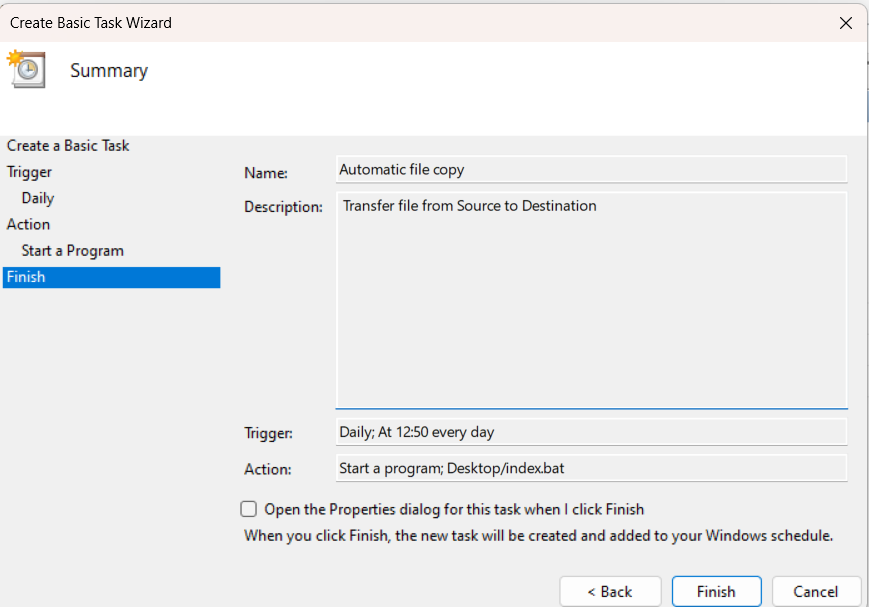 Create Basic Task Wizard
Summary
Create a Basic Task
Trigger
Daily
Action
Start a Program
Finish
Name:
Automatic file copy
Description:
Transfer file from Source to Destination
Trigger:
Daily; At 12:50 every day
Action:
Start a program; Desktop/index.bat
Open the Properties dialog for this task when I click Finish
When you click Finish, the new task will be created and added to your Windows schedule.
< Back
Finish
Cancel